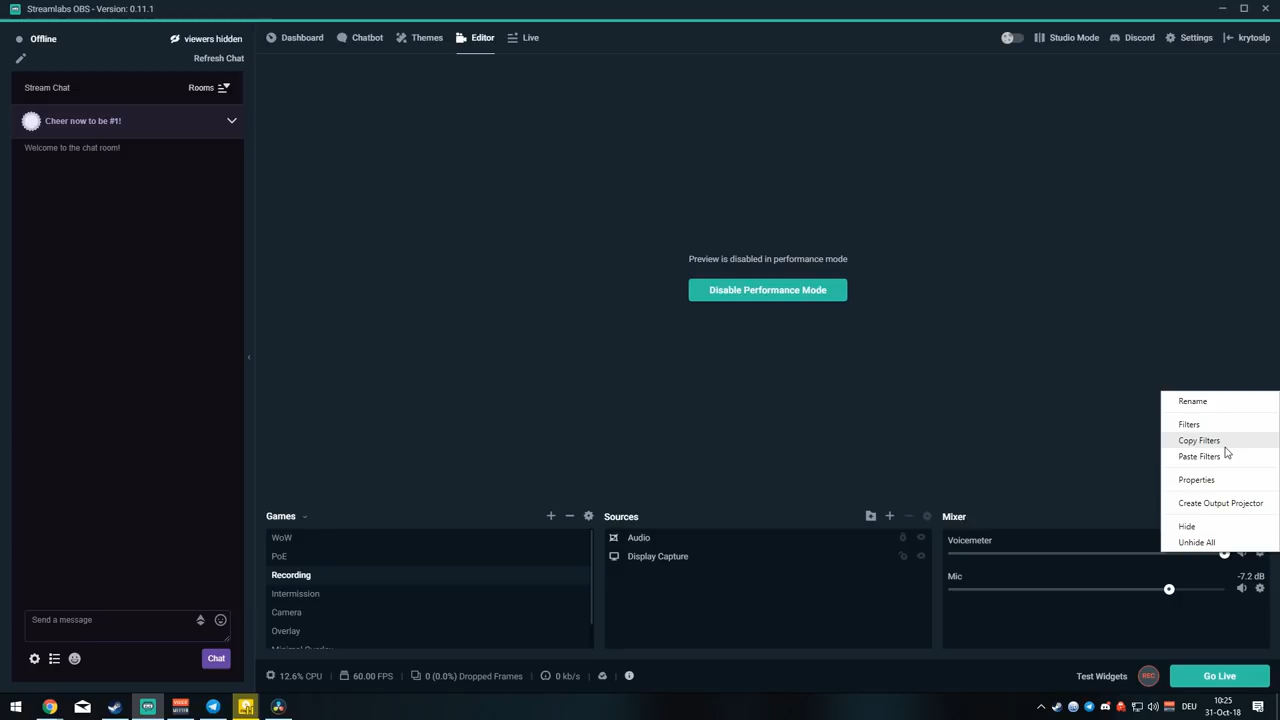 Streamlabs OBS - Version: 0.11.1
Offline
viewers hidden
Refresh Chat
Stream Chat
Rooms
Cheer now to be #1!
Welcome to the chat room!
Send a message
Chat
Dashboard
Chatbot
Themes
Editor
Live
Studio Mode
Discord
Settings
krytoslp
Preview is disabled in performance mode
Disable Performance Mode
Rename
Filters
Copy Filters
Paste Filters
Properties
Create Output Projector
Hide
Unhide All
Games
WoW
PoE
Recording
Intermission
Camera
Overlay
Minimal Overlay
Sources
Audio
Display Capture
Mixer
Voicemeter
Mic
-7.2 dB
12.6% CPU
60.00 FPS
0 (0.0%) Dropped Frames
0 kb/s
Test Widgets
REC
Go Live
DEU
10:25
31-Oct-18